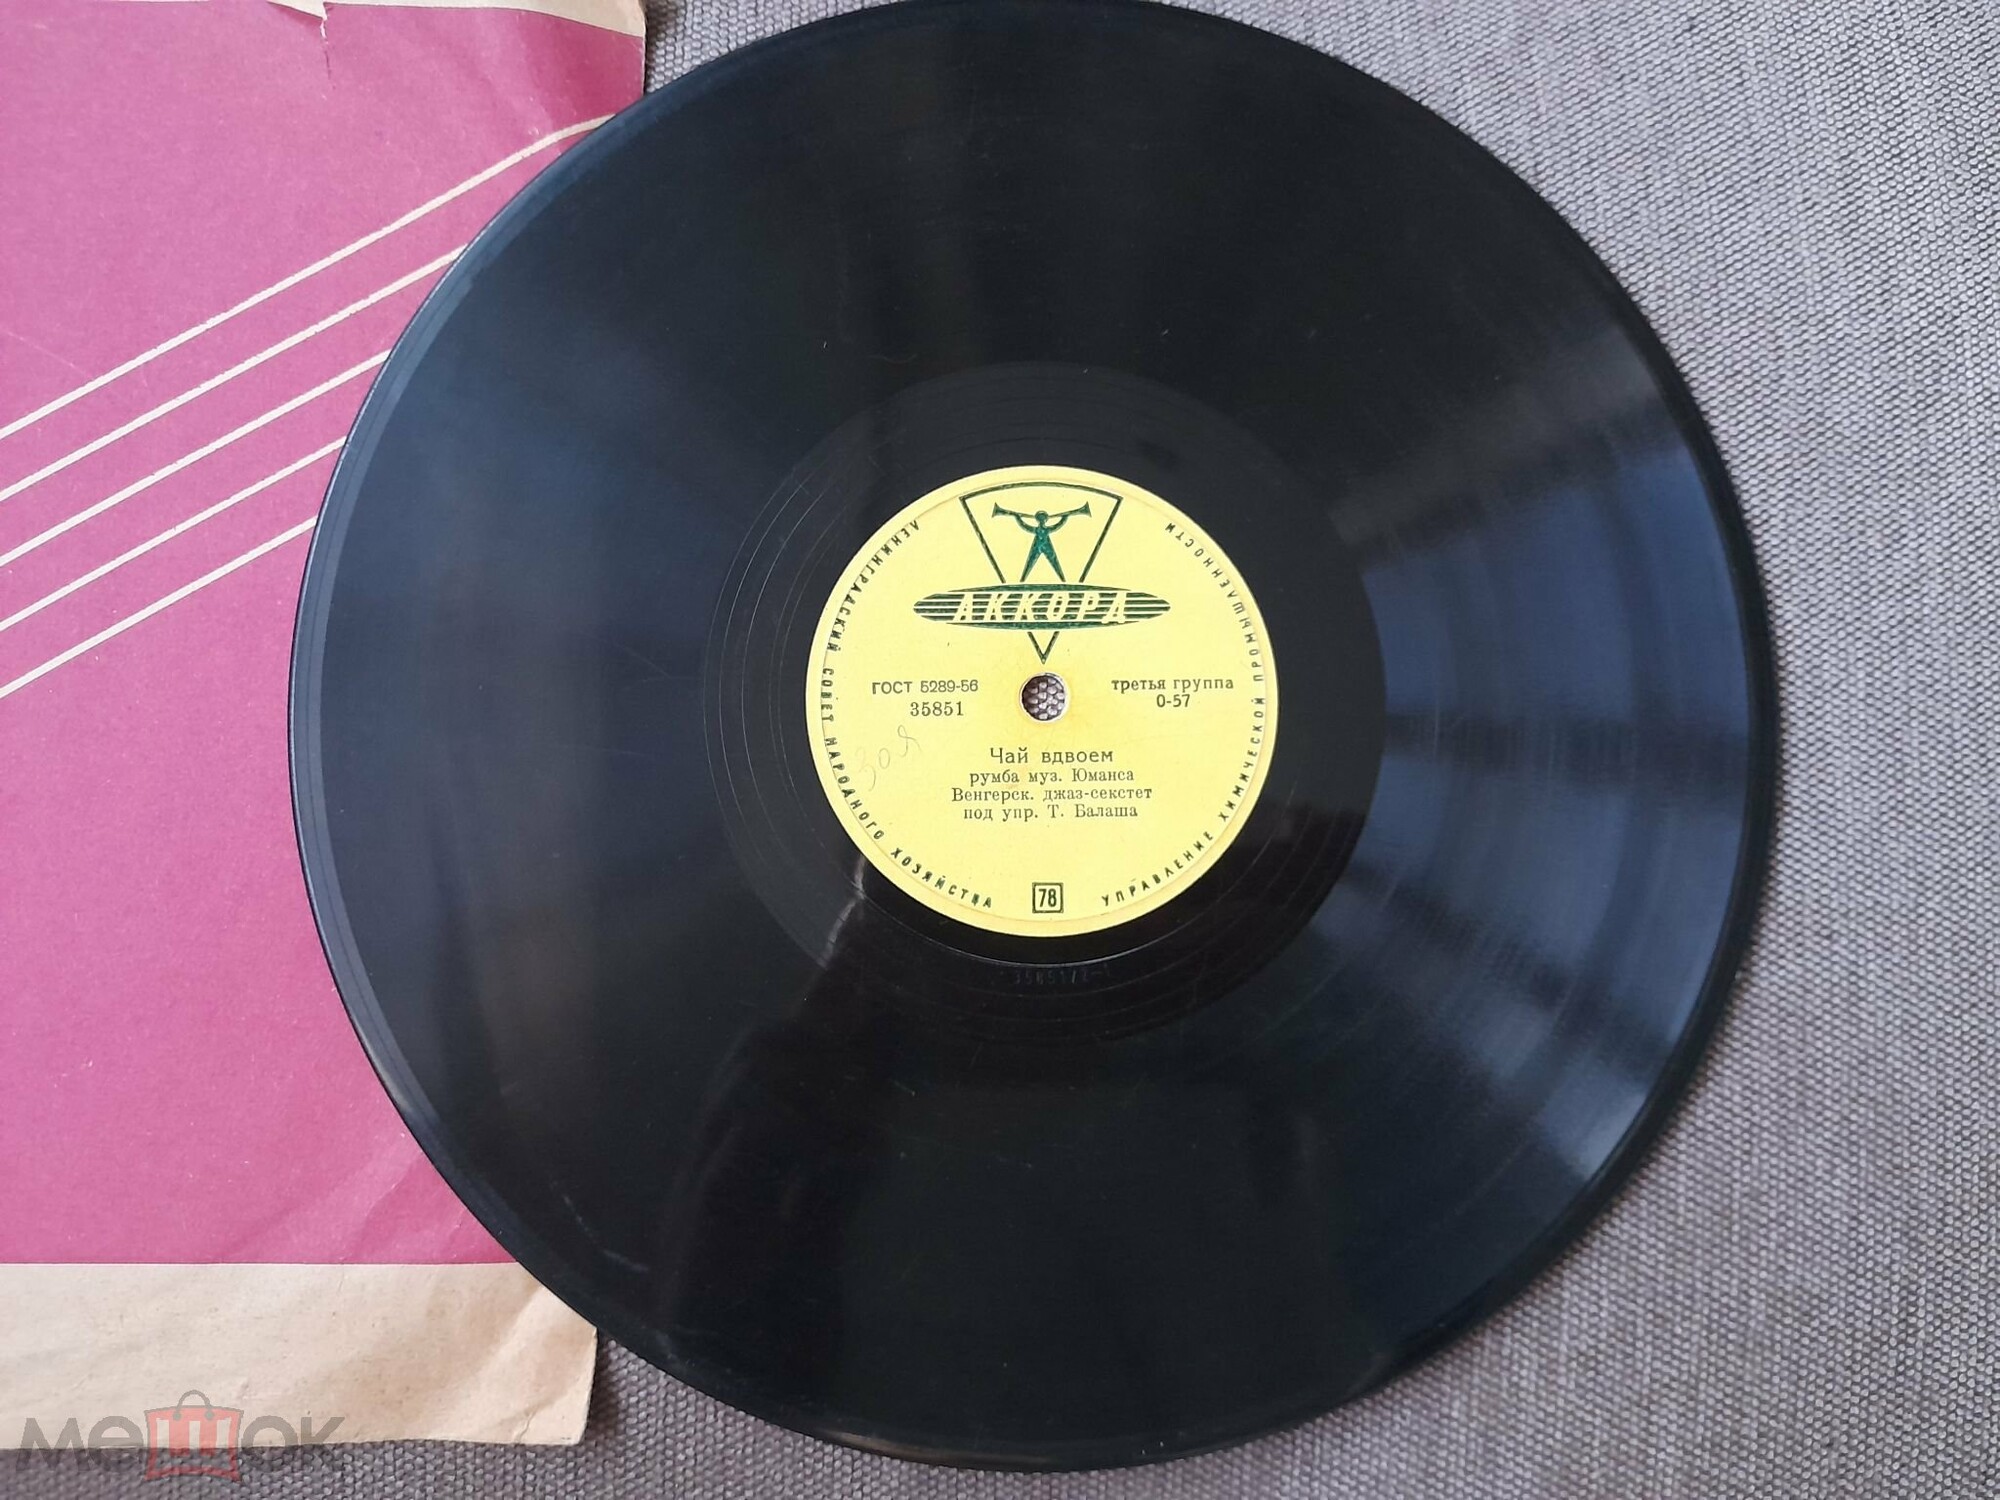 АККОРД
ЛЕНИНГРАДСКИЙ СОВЕТ НАРОДНОГО ХОЗЯЙСТВА
УПРАВЛЕНИЕ ХИМИЧЕСКОЙ ПРОМЫШЛЕННОСТИ
ГОСТ 5289-56
35851
третья группа
0-57
Зоя
Чай вдвоем
румба муз. Юманса
Венгерск. джаз-секстет
под упр. Т. Балаша
78
мешок